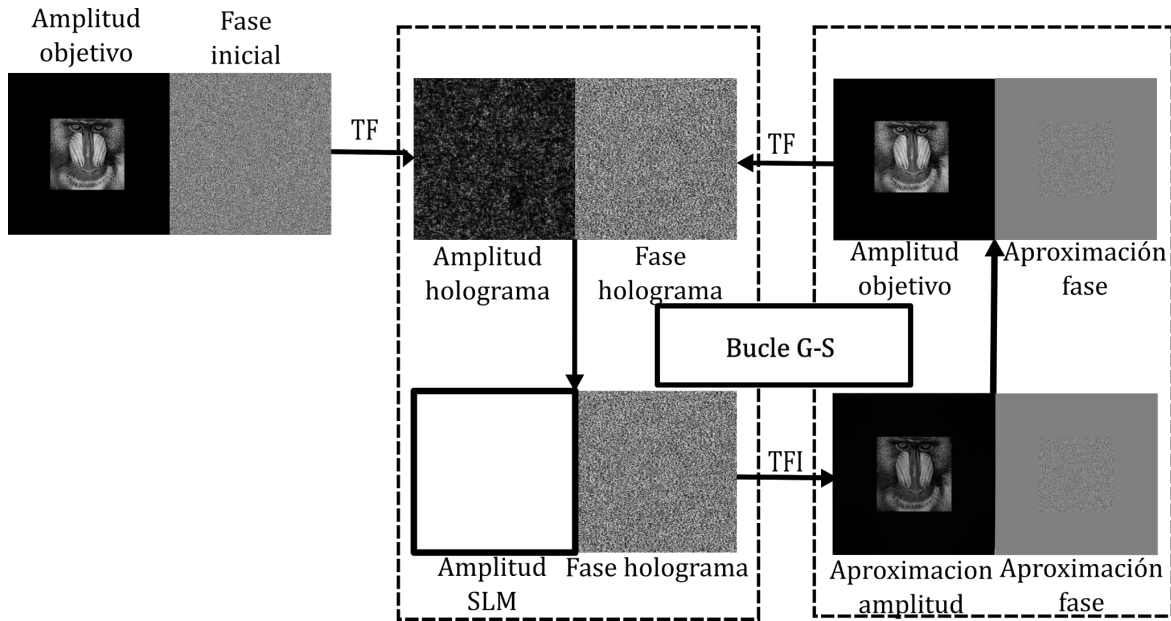 Amplitud
objetivo
Fase
inicial
TF
TF
Amplitud
holograma
Fase
holograma
Amplitud
objetivo
Aproximación
fase
Bucle G-S
TFI
Amplitud
SLM
Fase holograma
Aproximacion
amplitud
Aproximación
fase